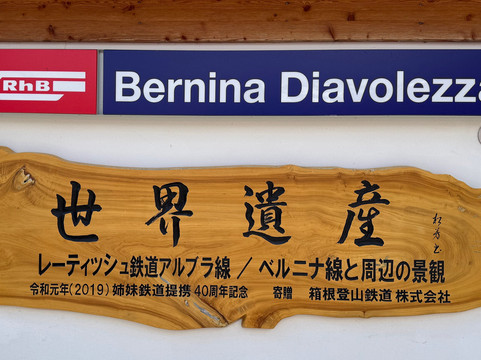 RhB
Bernina Diavolezza
世界遺産
レーティッシュ鉄道アルブラ線／ベルニナ線と周辺の景観
令和元年(2019) 姉妹鉄道提携 40周年記念 寄贈 箱根登山鉄道 株式会社